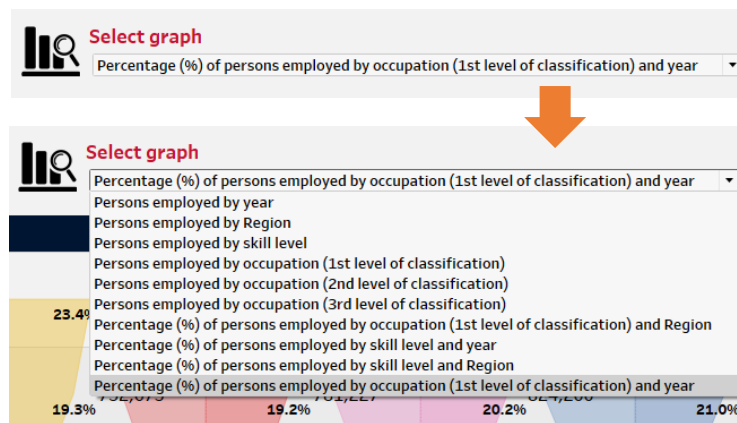 Select graph
Percentage (%) of persons employed by occupation (1st level of classification) and year
Select graph
Percentage (%) of persons employed by occupation (1st level of classification) and year
Persons employed by year
Persons employed by Region
Persons employed by skill level
Persons employed by occupation (1st level of classification)
Persons employed by occupation (2nd level of classification)
Persons employed by occupation (3rd level of classification)
23.4%
Percentage (%) of persons employed by occupation (1st level of classification) and Region
Percentage (%) of persons employed by skill level and year
Percentage (%) of persons employed by skill level and Region
Percentage (%) of persons employed by occupation (1st level of classification) and year
19.3% 19.2% 20.2% 21.0%